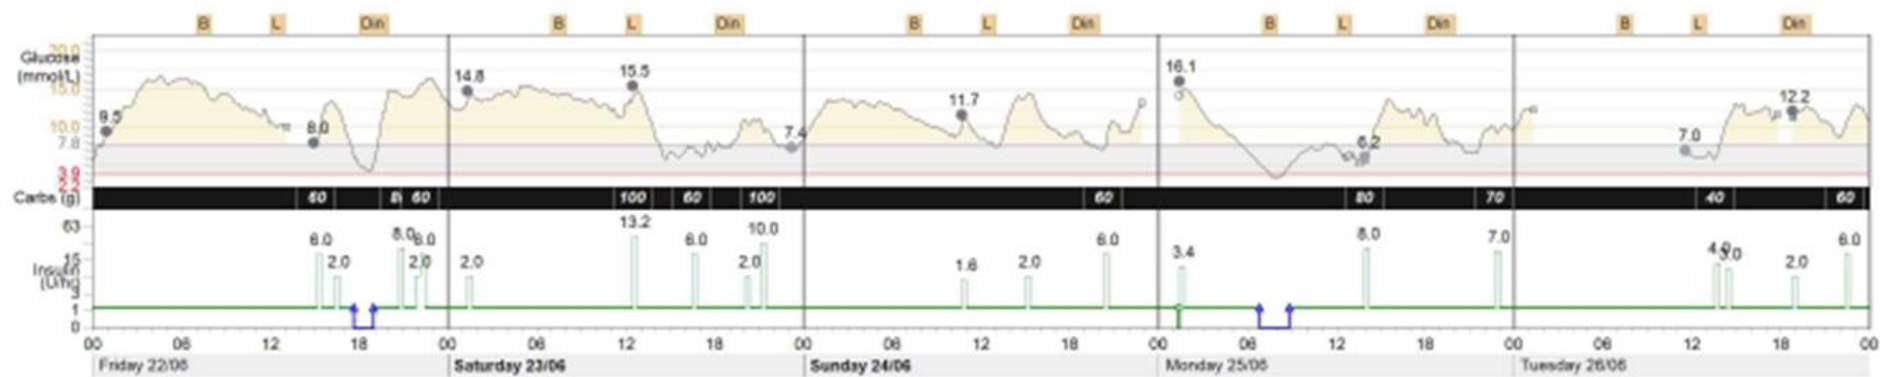 B L Din B L Din B L Din B L Din B L Din
Glucose
(mmol/L)
20.0
15.0
10.0
7.8
3.9
9.5 8.0 14.8 15.5 7.4 11.7 16.1 6.2 7.0 12.2
Carbs (g) 60 60 100 60 100 60 80 70 40 60
63
15
Insulin
(U/hr)
3
1
0
6.0 2.0 8.0 2.0 6.0 2.0 13.2 6.0 2.0 10.0 1.6 2.0 6.0 3.4 8.0 7.0 4.0 3.0 2.0 6.0
00 06 12 18 00 06 12 18 00 06 12 18 00 06 12 18 00 06 12 18 00
Friday 22/06 Saturday 23/06 Sunday 24/06 Monday 25/06 Tuesday 26/06